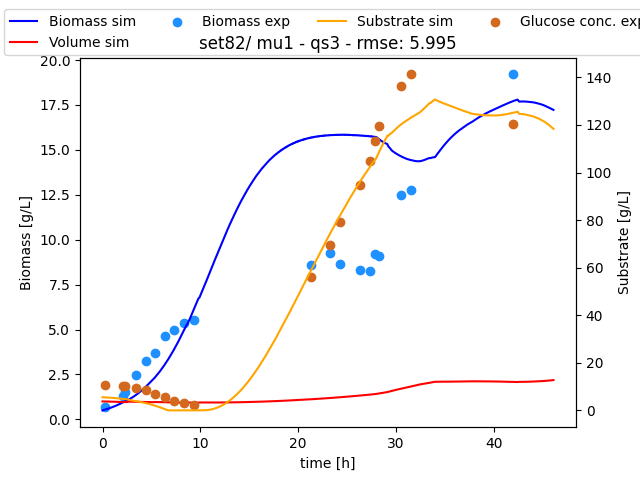 Biomass sim Biomass exp Substrate sim Glucose conc. exp
Volume sim
set82/ mu1 - qs3 - rmse: 5.995
20.0
17.5
15.0
12.5
10.0
7.5
5.0
2.5
0.0
Biomass [g/L]
140
120
100
80
60
40
20
0
Substrate [g/L]
0 10 20 30 40
time [h]